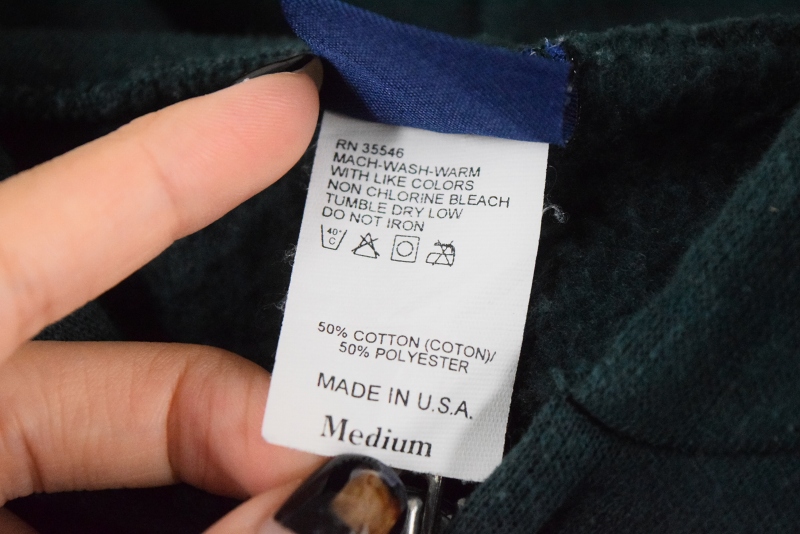 RN 35546
MACH-WASH-WARM
WITH LIKE COLORS
NON CHLORINE BLEACH
TUMBLE DRY LOW
DO NOT IRON
40°
C
50% COTTON (COTON)/
50% POLYESTER
MADE IN U.S.A.
Medium